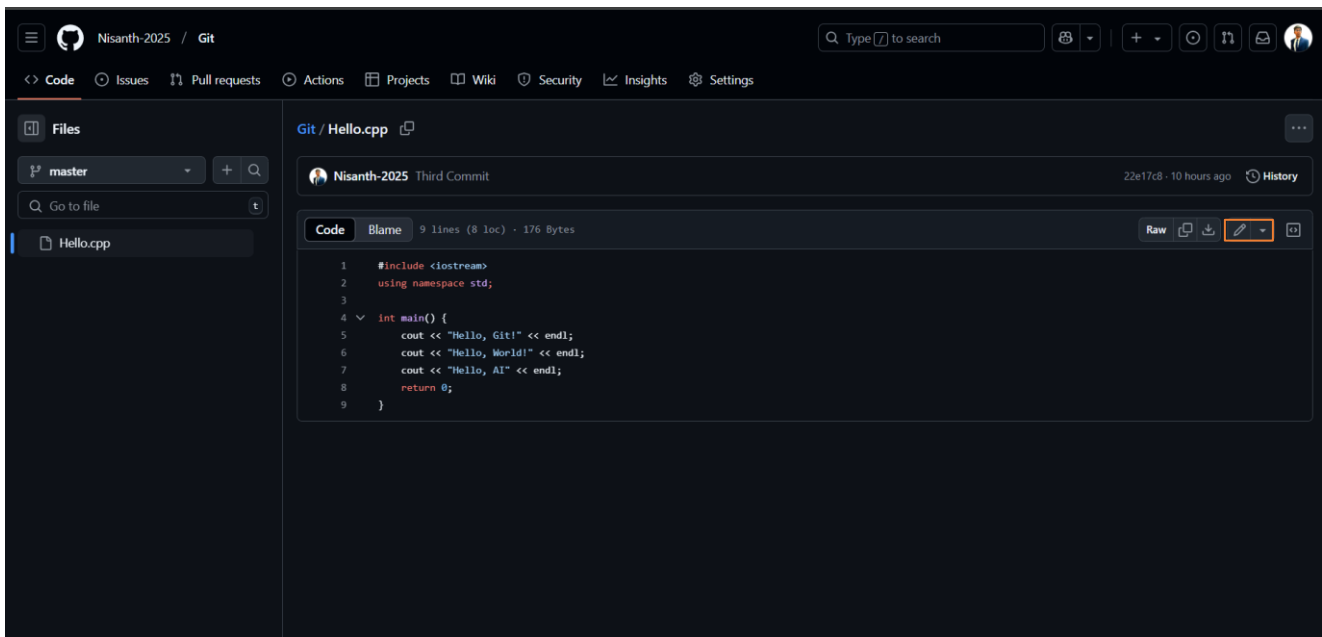 Nisanth-2025 / Git
Type / to search
<> Code Issues Pull requests Actions Projects Wiki Security Insights Settings
Files
master
Go to file t
Hello.cpp
Git / Hello.cpp
Nisanth-2025 Third Commit 22e17c8 · 10 hours ago History
Code Blame 9 lines (8 loc) · 176 Bytes Raw
1 #include <iostream>
2 using namespace std;
3
4 int main() {
5 cout << "Hello, Git!" << endl;
6 cout << "Hello, World!" << endl;
7 cout << "Hello, AI" << endl;
8 return 0;
9 }